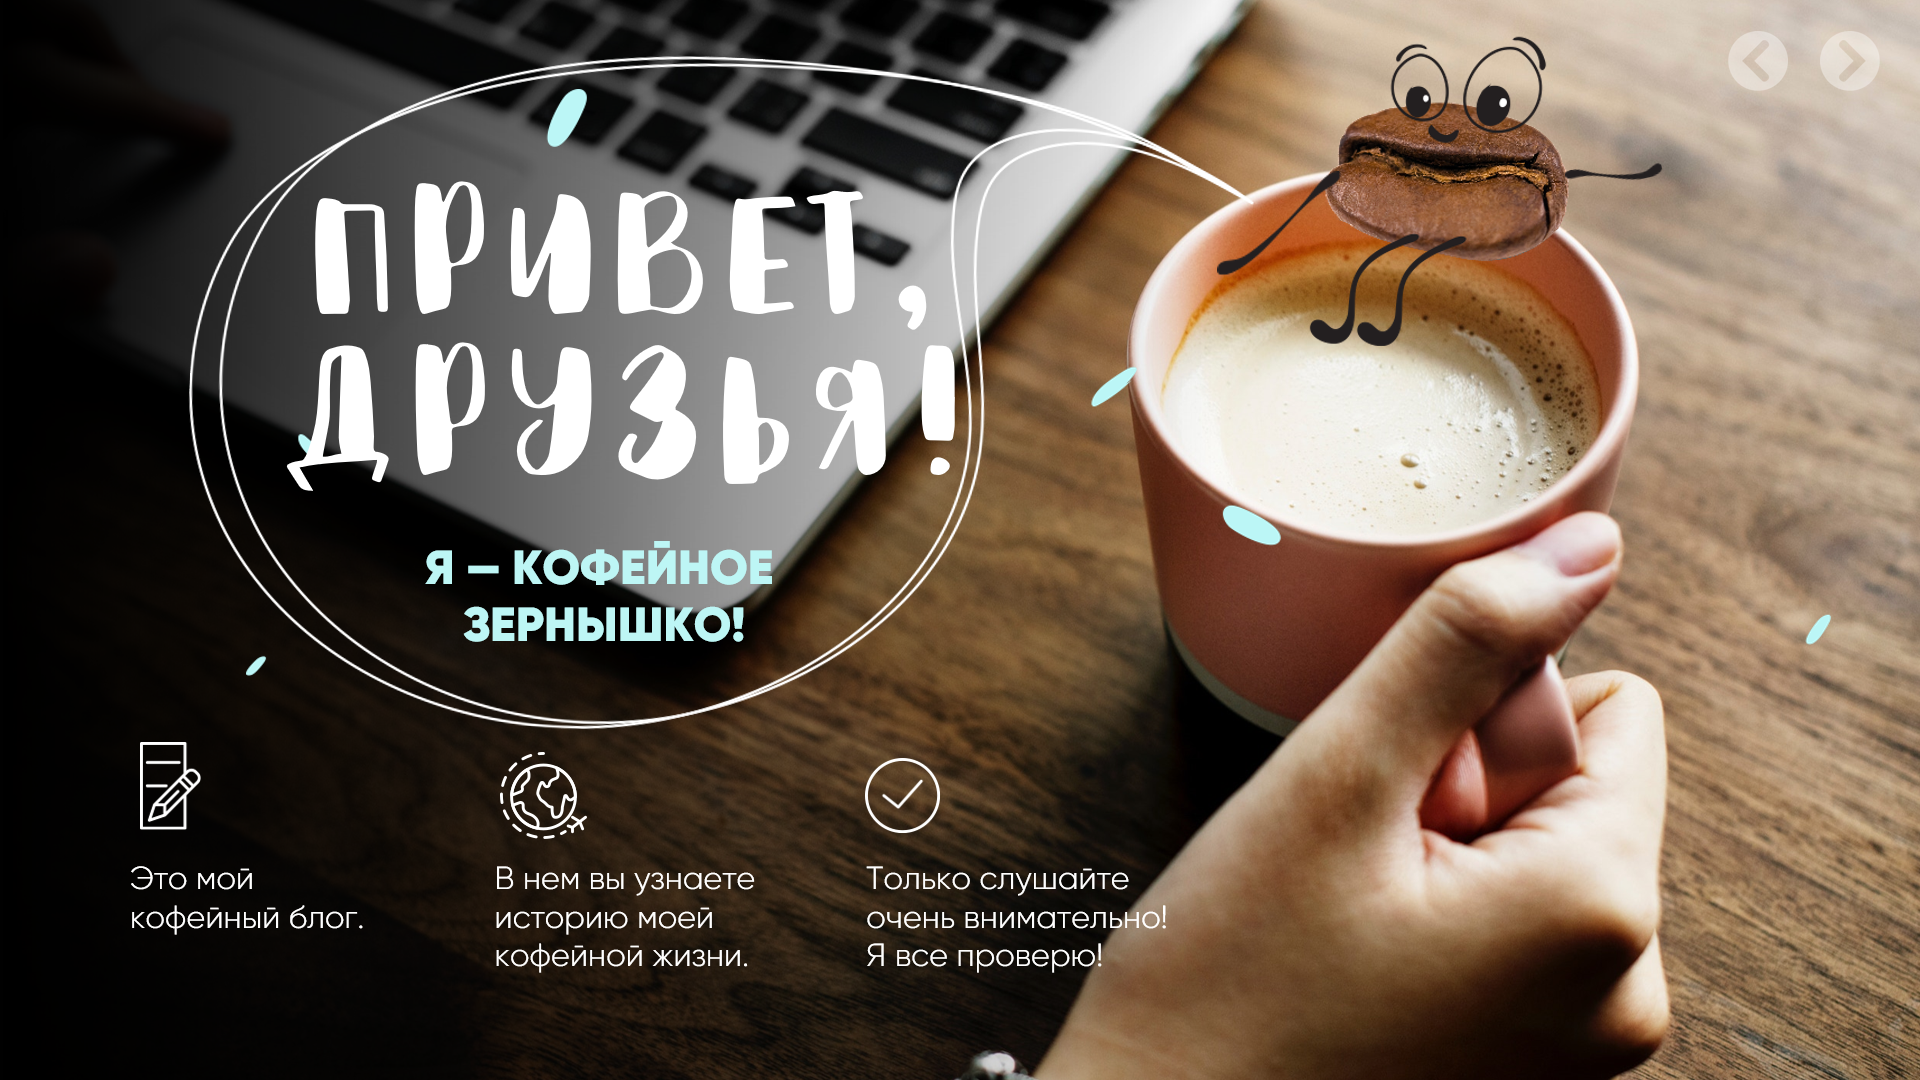 ПРИВЕТ,
ДРУЗЬЯ!
Я – КОФЕЙНОЕ
ЗЕРНЫШКО!
Это мой
кофейный блог.
В нем вы узнаете
историю моей
кофейной жизни.
Только слушайте
очень внимательно!
Я все проверю!